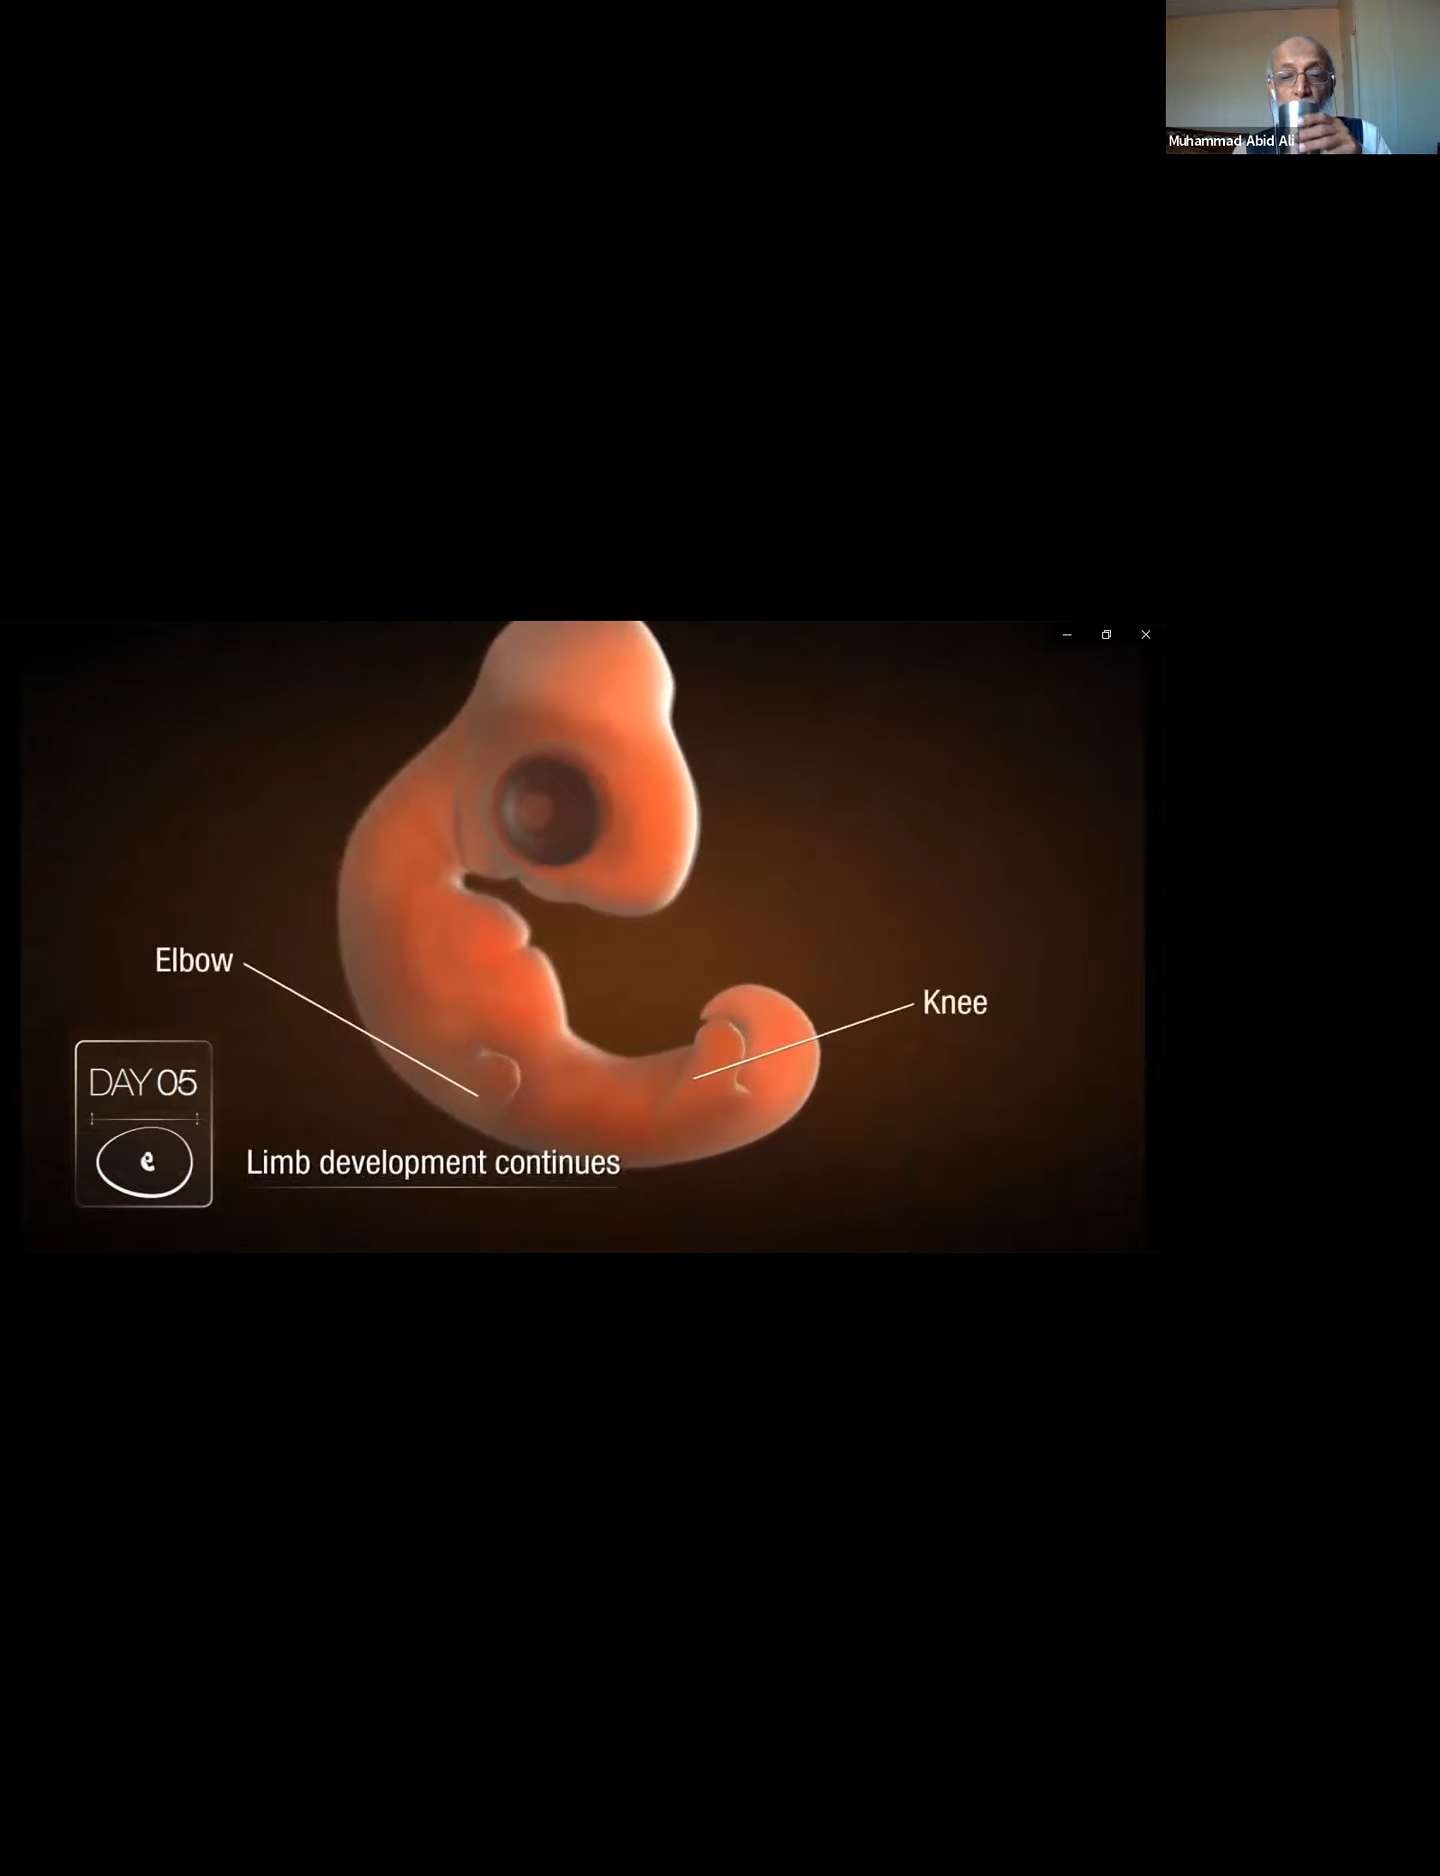 Muhammad Abid Ali
Elbow
Knee
DAY 05
Limb development continues